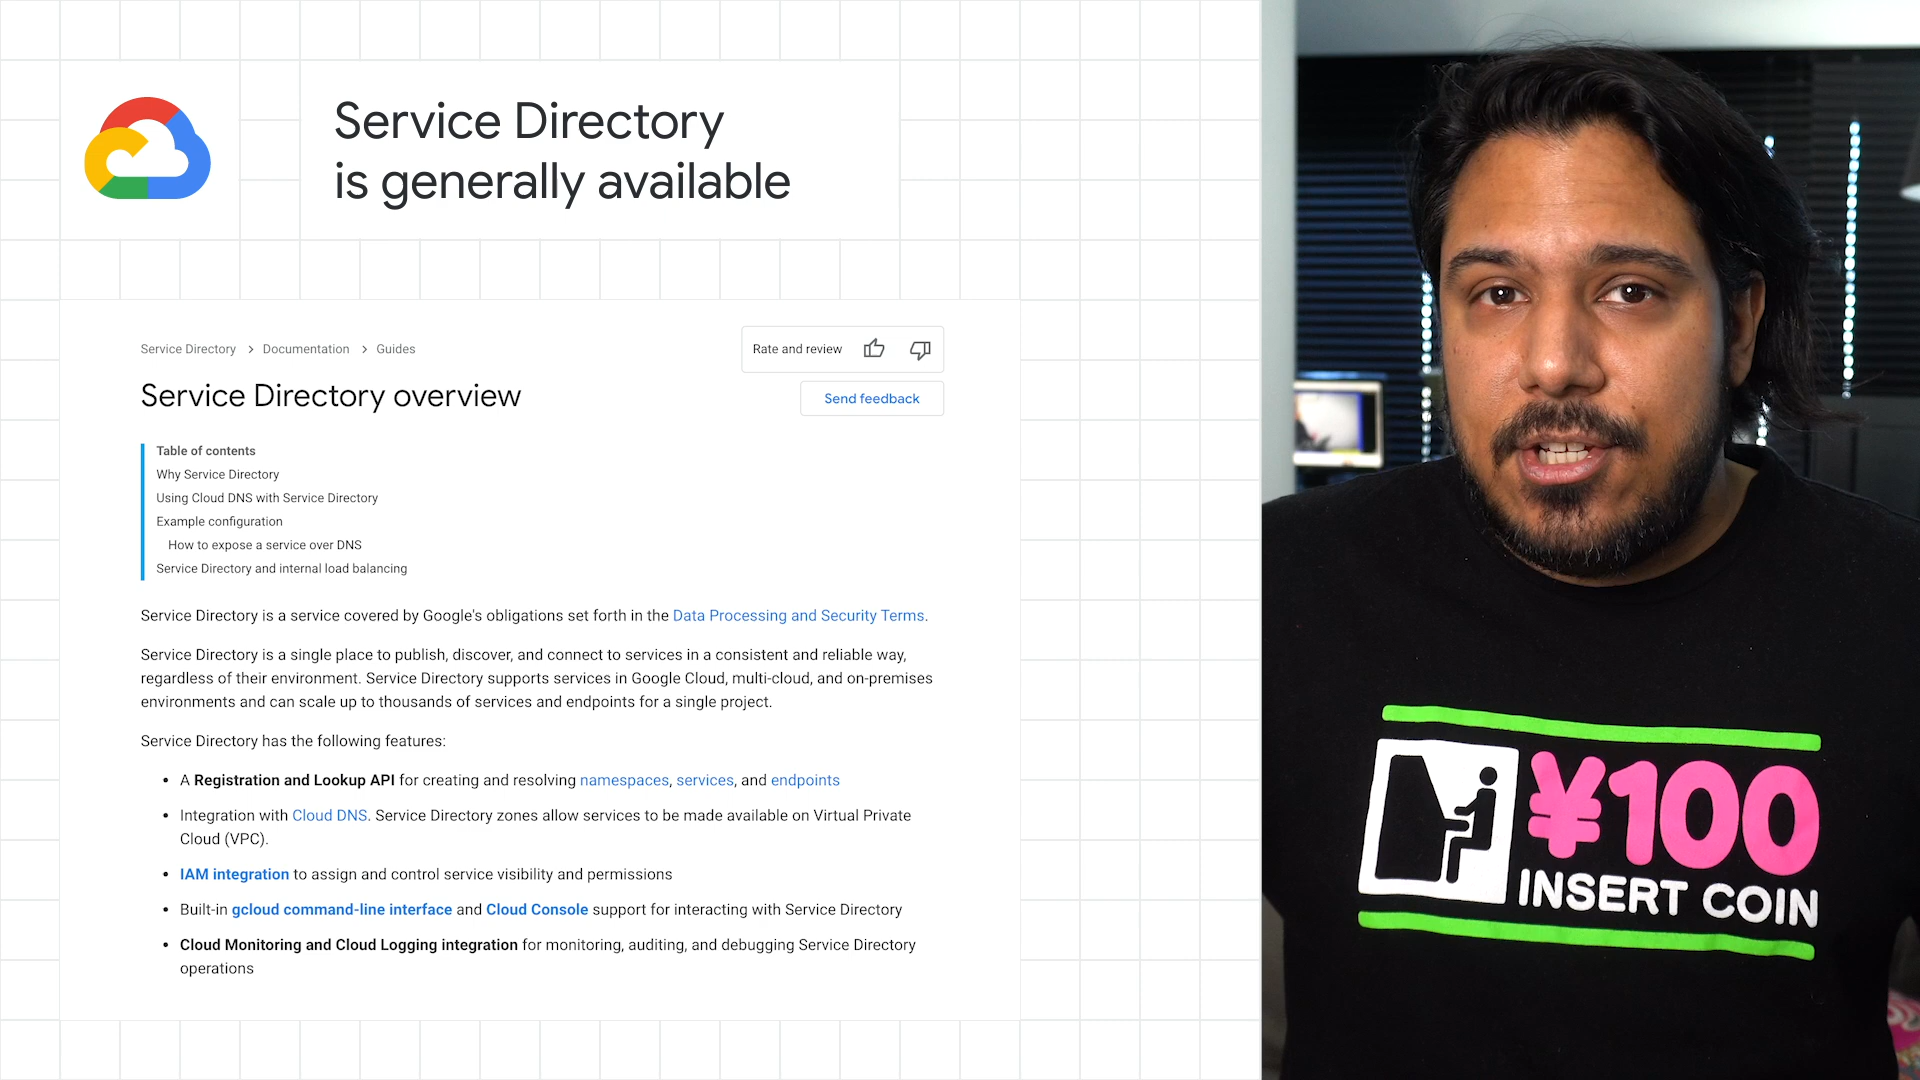 Service Directory
is generally available
Service Directory > Documentation > Guides
Rate and review
Service Directory overview
Send feedback
Table of contents
Why Service Directory
Using Cloud DNS with Service Directory
Example configuration
How to expose a service over DNS
Service Directory and internal load balancing
Service Directory is a service covered by Google's obligations set forth in the Data Processing and Security Terms.
Service Directory is a single place to publish, discover, and connect to services in a consistent and reliable way,
regardless of their environment. Service Directory supports services in Google Cloud, multi-cloud, and on-premises
environments and can scale up to thousands of services and endpoints for a single project.
Service Directory has the following features:
• A Registration and Lookup API for creating and resolving namespaces, services, and endpoints
• Integration with Cloud DNS. Service Directory zones allow services to be made available on Virtual Private
Cloud (VPC).
• IAM integration to assign and control service visibility and permissions
• Built-in gcloud command-line interface and Cloud Console support for interacting with Service Directory
• Cloud Monitoring and Cloud Logging integration for monitoring, auditing, and debugging Service Directory
operations
¥100
INSERT COIN